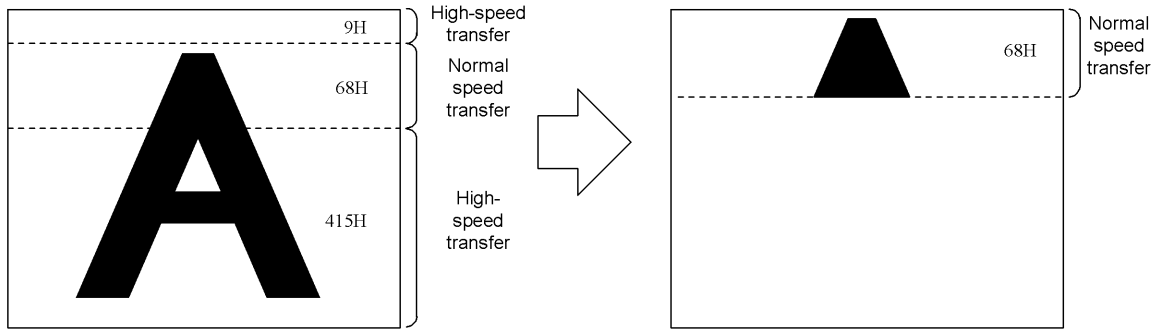 9H
High-speed
transfer
68H
Normal
speed
transfer
415H
High-
speed
transfer
68H
Normal
speed
transfer